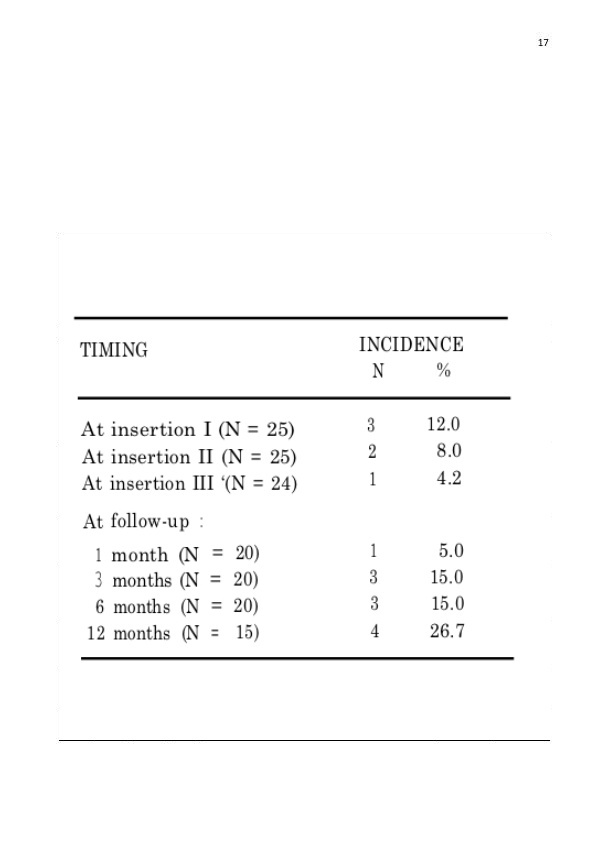 17
TIMING INCIDENCE
N %
At insertion I (N = 25) 3 12.0
At insertion II (N = 25) 2 8.0
At insertion III ‘(N = 24) 1 4.2
At follow-up :
1 month (N = 20) 1 5.0
3 months (N = 20) 3 15.0
6 months (N = 20) 3 15.0
12 months (N = 15) 4 26.7